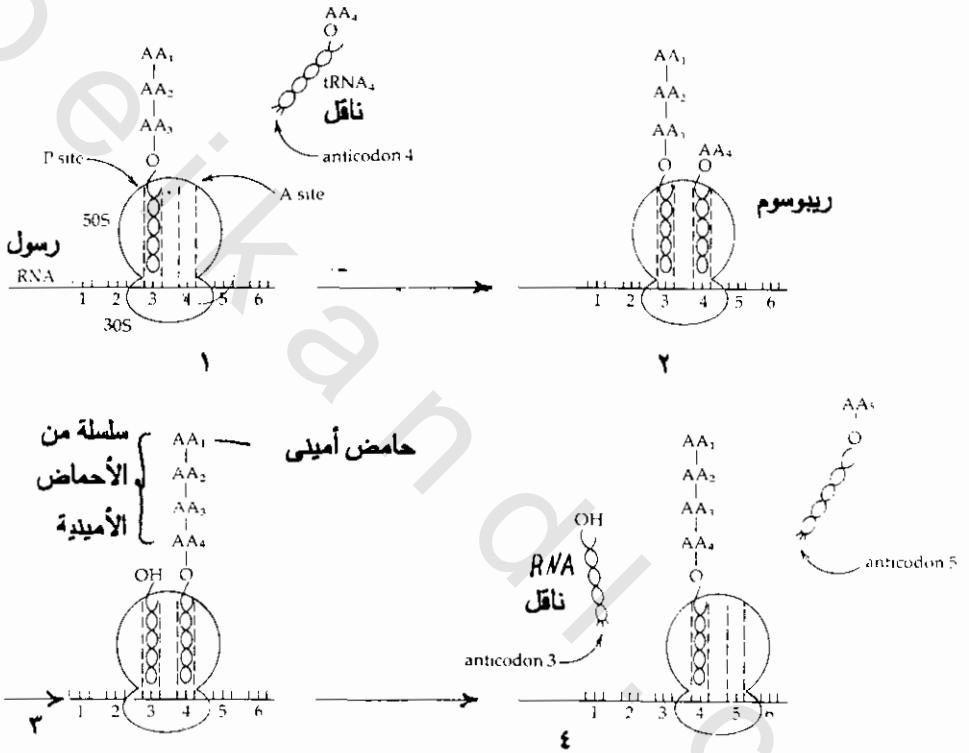 AA₄
O
tRNA₄
ناقل
anticodon 4
AA₁
AA₂
AA₃
O
P site
A site
50S
رسول
RNA
1 2 3 4 5 6
30S
١
AA₁
AA₂
AA₃
O
AA₄
O
ريبوسوم
1 2 3 4 5 6
٢
سلسلة من
الأحماض
الأمينية
AA₁
حامض أمينى
AA₂
AA₃
AA₄
OH O
1 2 3 4 5 6
٣
AA₁
AA₂
AA₃
AA₄
O
OH
RNA
ناقل
anticodon 3
AA₅
O
anticodon 5
1 2 3 4 5 6
٤